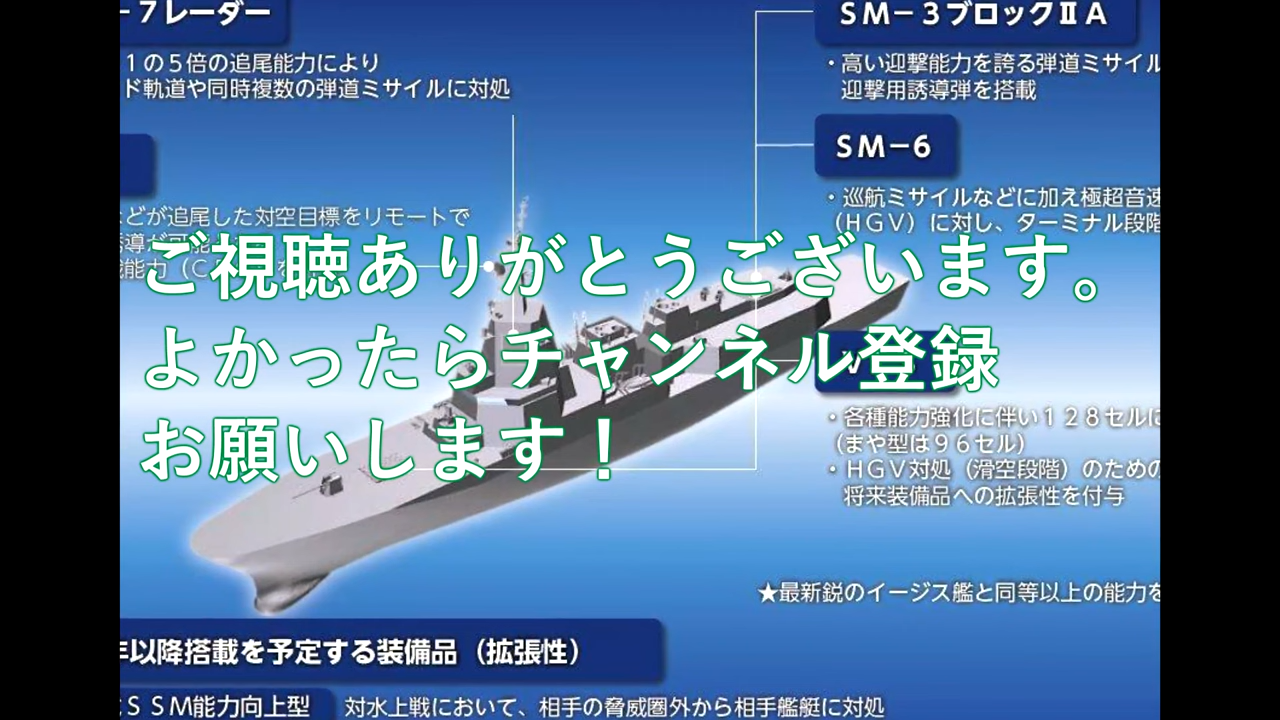 －７レーダー
１の５倍の追尾能力により
ド軌道や同時複数の弾道ミサイルに対処
ＳＭ－３ブロックⅡＡ
・高い迎撃能力を誇る弾道ミサイル
迎撃用誘導弾を搭載
ＳＭ－６
・巡航ミサイルなどに加え極超音速
（ＨＧＶ）に対し、ターミナル段階
などが追尾した対空目標をリモートで
ご視聴ありがとうございます。
よかったらチャンネル登録
お願いします！
・各種能力強化に伴い１２８セルに
（まや型は９６セル）
・ＨＧＶ対処（滑空段階）のための
将来装備品への拡張性を付与
★最新鋭のイージス艦と同等以上の能力を
年以降搭載を予定する装備品（拡張性）
ＳＳＭ能力向上型
対水上戦において、相手の脅威圏外から相手艦艇に対処